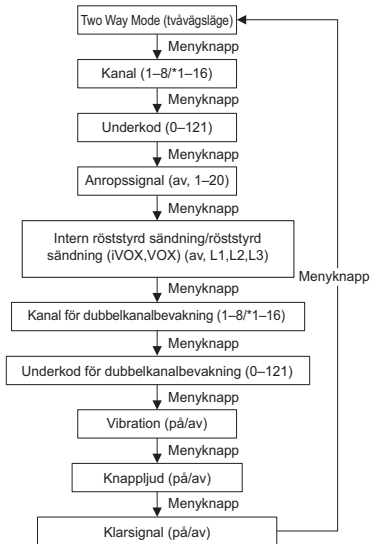 Two Way Mode (tvåvägsläge)
Menyknapp
Kanal (1–8/*1–16)
Menyknapp
Underkod (0–121)
Menyknapp
Anropssignal (av, 1–20)
Menyknapp
Intern röststyrd sändning/röststyrd
sändning (iVOX,VOX) (av, L1,L2,L3)
Menyknapp
Menyknapp
Kanal för dubbelkanalbevakning (1–8/*1–16)
Menyknapp
Underkod för dubbelkanalbevakning (0–121)
Menyknapp
Vibration (på/av)
Menyknapp
Knappljud (på/av)
Menyknapp
Klarsignal (på/av)